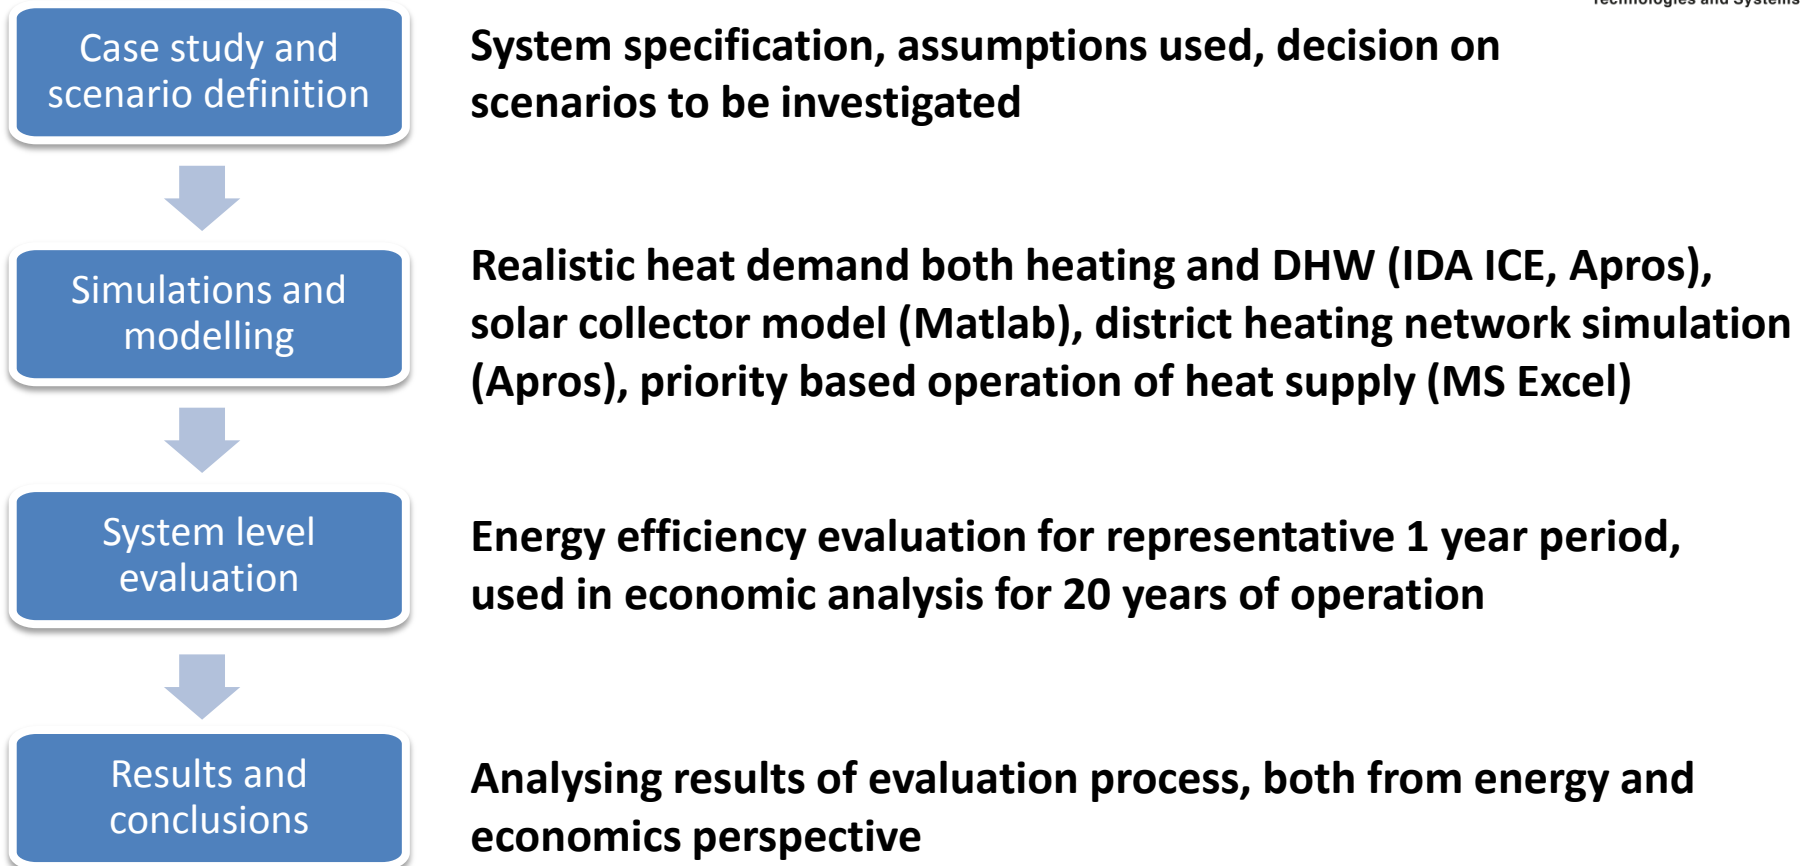 Technologies and Systems
Case study and
scenario definition
System specification, assumptions used, decision on
scenarios to be investigated
Simulations and
modelling
Realistic heat demand both heating and DHW (IDA ICE, Apros),
solar collector model (Matlab), district heating network simulation
(Apros), priority based operation of heat supply (MS Excel)
System level
evaluation
Energy efficiency evaluation for representative 1 year period,
used in economic analysis for 20 years of operation
Results and
conclusions
Analysing results of evaluation process, both from energy and
economics perspective